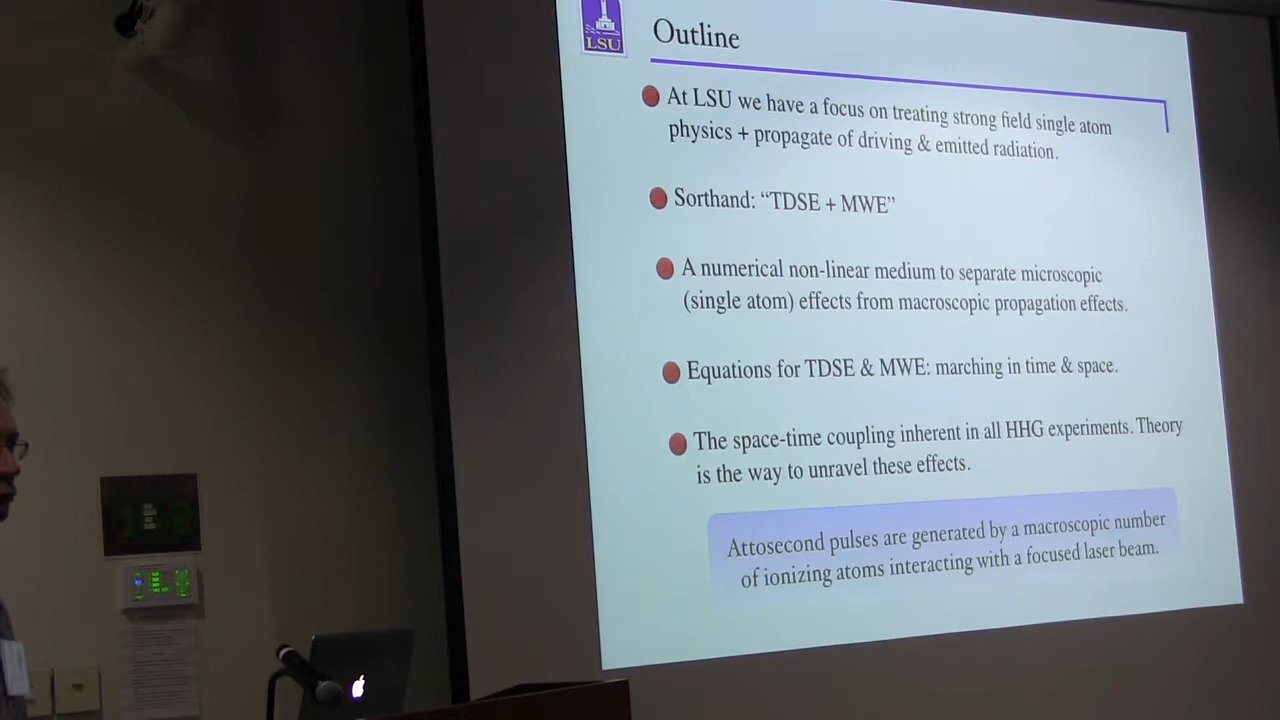 LSU
Outline
At LSU we have a focus on treating strong field single atom
physics + propagate of driving & emitted radiation.
Sorthand: “TDSE + MWE”
A numerical non-linear medium to separate microscopic
(single atom) effects from macroscopic propagation effects.
Equations for TDSE & MWE: marching in time & space.
The space-time coupling inherent in all HHG experiments. Theory
is the way to unravel these effects.
Attosecond pulses are generated by a macroscopic number
of ionizing atoms interacting with a focused laser beam.